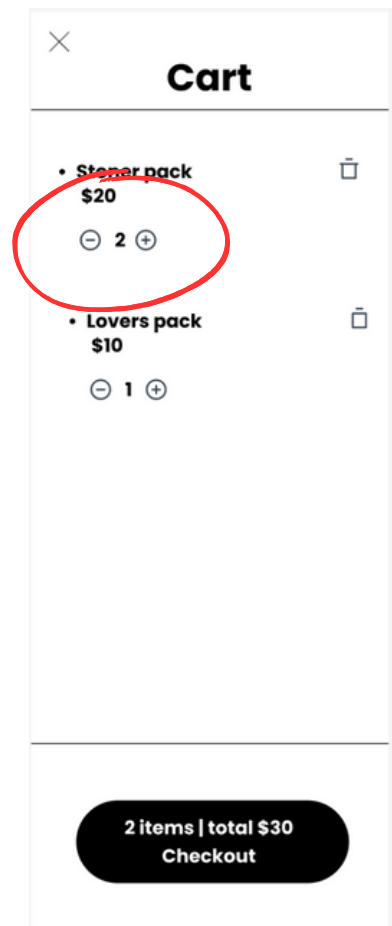 Cart
• Stoner pack
$20
2
• Lovers pack
$10
1
2 items | total $30
Checkout